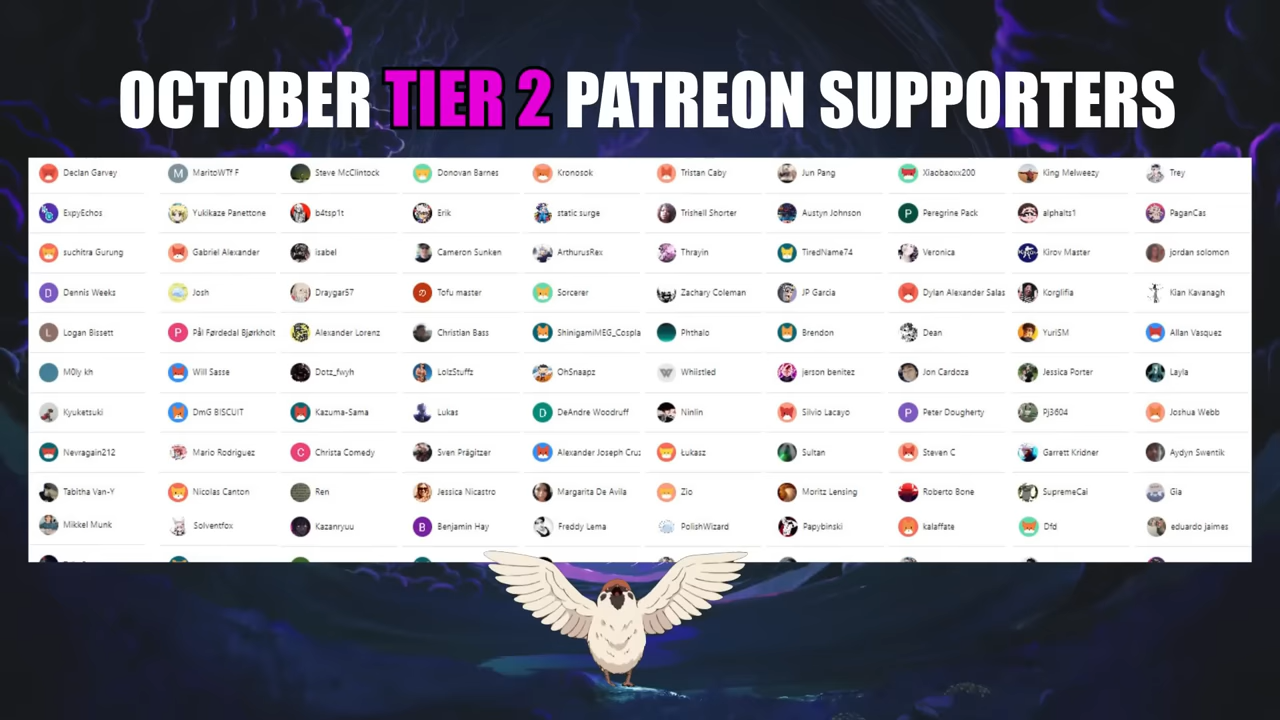 OCTOBER TIER 2 PATREON SUPPORTERS
Declan Garvey M MaritoWTf F Steve McClintock Donovan Barnes Kronosok Tristan Caby Jun Pang Xiaobaoxx200 King Melweezy Trey
ExpyEchos Yukikaze Panettone b4tsp1t Erik static surge Trishell Shorter Austyn Johnson P Peregrine Pack alphaits1 PaganCas
suchitra Gurung Gabriel Alexander isabel Cameron Sunken ArthurusRex Thrayin TiredName74 Veronica Kirov Master jordan solomon
D Dennis Weeks Josh Draygar57 の Tofu master Sorcerer Zachary Coleman JP Garcia Dylan Alexander Salas Korglifia Kian Kavanagh
L Logan Bissett P Pål Førdedal Bjørkholt Alexander Lorenz Christian Bass ShinigamiMEG_Cospla Phthalo Brendon Dean YuriSM Allan Vasquez
M0ly kh Will Sasse Dotz_fwyh LolzStuffz OhSnaapz Whiistled jerson benitez Jon Cardoza Jessica Porter Layla
Kyuketsuki DmG BISCUIT Kazuma-Sama Lukas D DeAndre Woodruff Ninlin Silvio Lacayo P Peter Dougherty Pj3604 Joshua Webb
Nevragain212 Mario Rodriguez C Christa Comedy Sven Prägitzer Alexander Joseph Cruz Łukasz Sultan Steven C Garrett Kridner Aydyn Swentik
Tabitha Van-Y Nicolas Canton Ren Jessica Nicastro Margarita De Avila Zio Moritz Lensing Roberto Bone SupremeCai Gia
Mikkel Munk Solventfox Kazanryuu B Benjamin Hay Freddy Lema PolishWizard Papybinski kalaffate Dfd eduardo jaimes